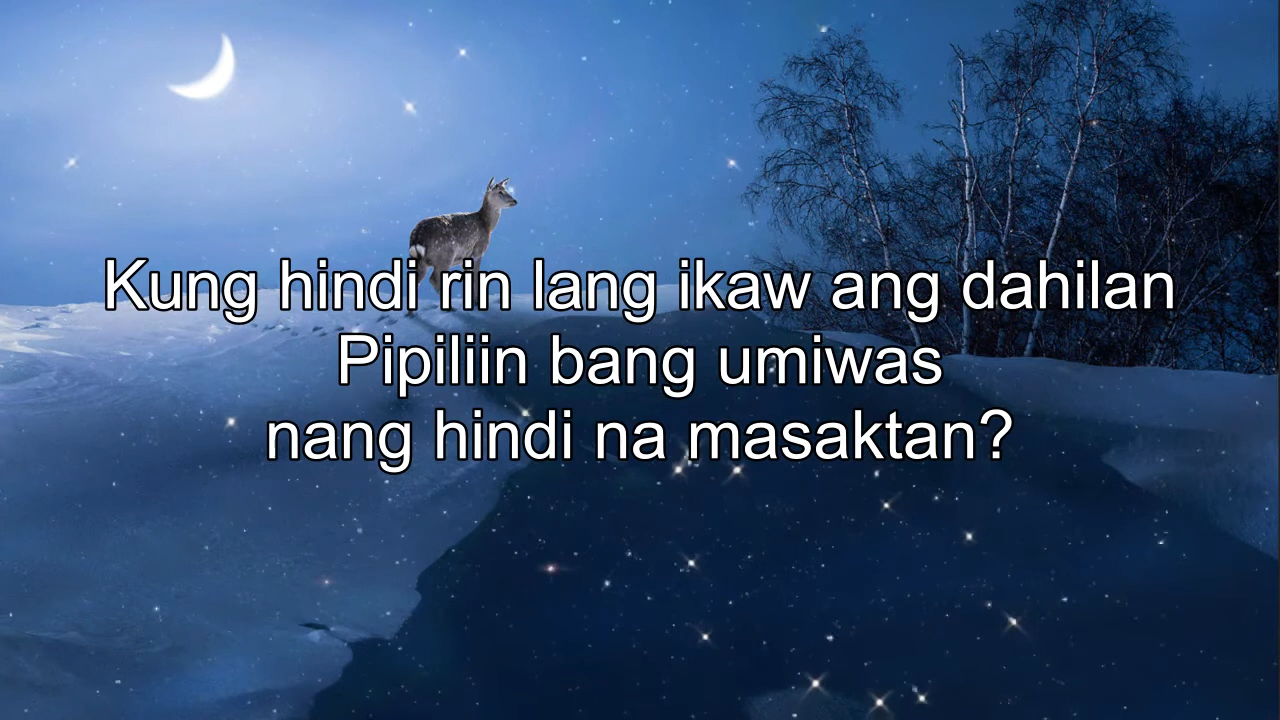 Kung hindi rin lang ikaw ang dahilan
Pipiliin bang umiwas
nang hindi na masaktan?